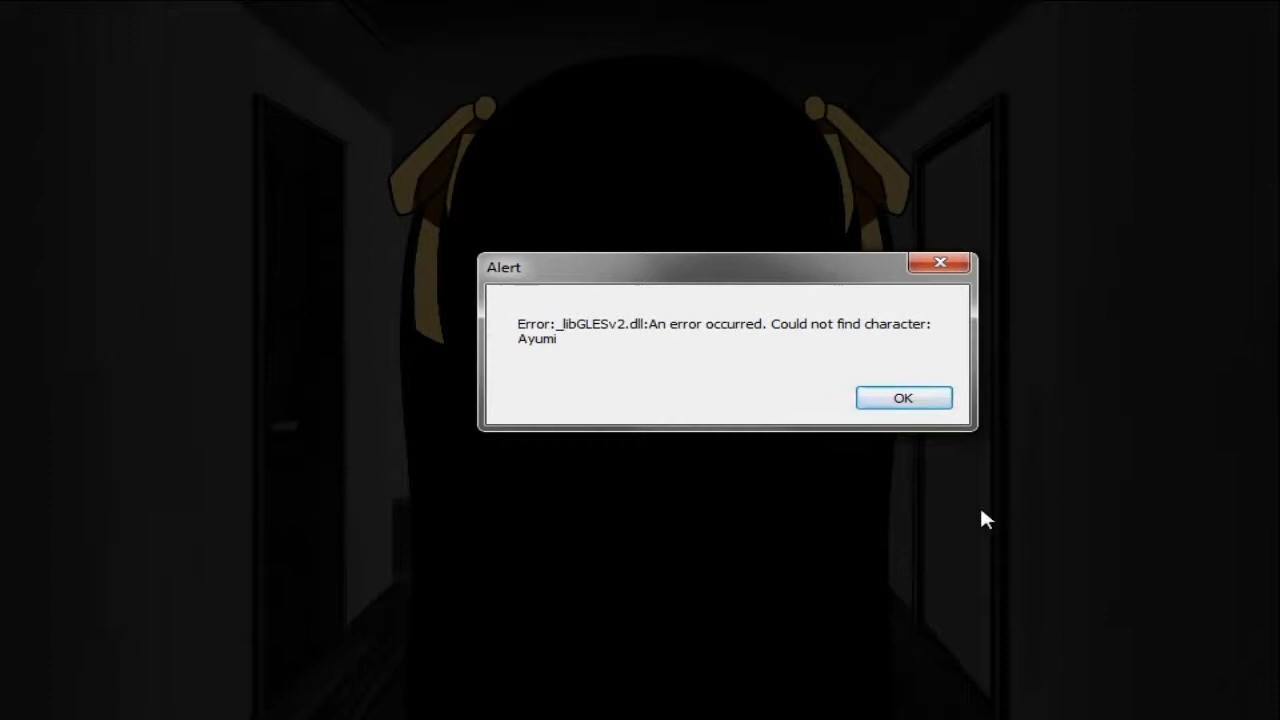 Alert
Error:_libGLESv2.dll:An error occurred. Could not find character:
Ayumi
OK